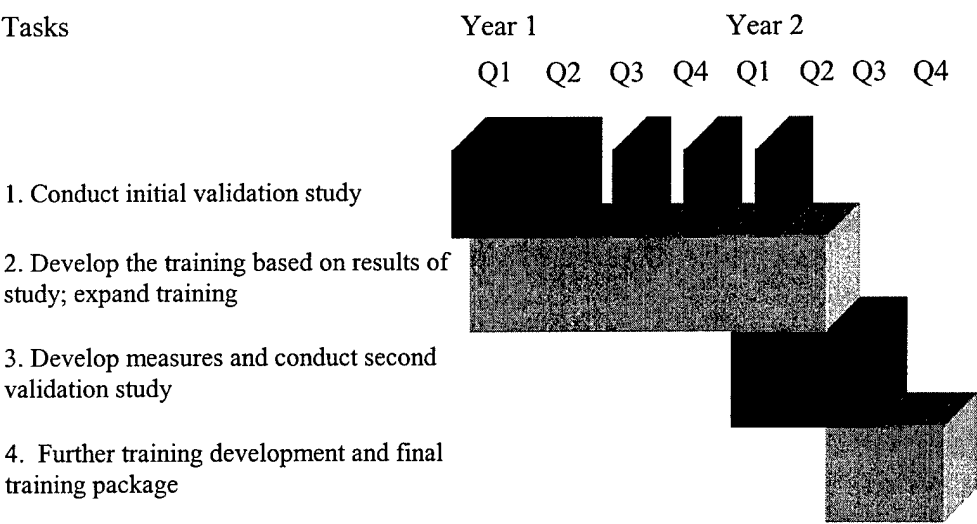 Tasks Year 1 Year 2
Q1 Q2 Q3 Q4 Q1 Q2 Q3 Q4
1. Conduct initial validation study
2. Develop the training based on results of
study; expand training
3. Develop measures and conduct second
validation study
4. Further training development and final
training package